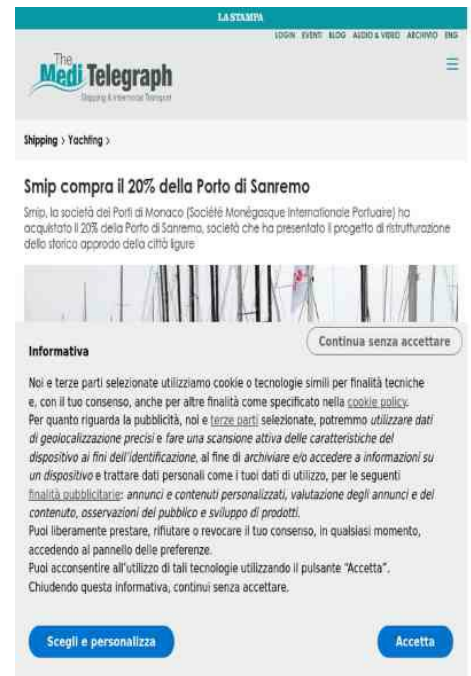 LA STAMPA
LOGIN EVENTI BLOG AUDIO & VIDEO ARCHIVIO ENG
The
Medi Telegraph
Shipping & Intermodal Transport
Shipping > Yachting >
Smip compra il 20% della Porto di Sanremo
Smip, la società dei Porti di Monaco (Société Monégasque Internationale Portuaire) ha
acquistato il 20% della Porto di Sanremo, società che ha presentato il progetto di ristrutturazione
dello storico approdo della città ligure
Continua senza accettare
Informativa
Noi e terze parti selezionate utilizziamo cookie o tecnologie simili per finalità tecniche
e, con il tuo consenso, anche per altre finalità come specificato nella cookie policy.
Per quanto riguarda la pubblicità, noi e terze parti selezionate, potremmo utilizzare dati
di geolocalizzazione precisi e fare una scansione attiva delle caratteristiche del
dispositivo ai fini dell'identificazione, al fine di archiviare e/o accedere a informazioni su
un dispositivo e trattare dati personali come i tuoi dati di utilizzo, per le seguenti
finalità pubblicitarie: annunci e contenuti personalizzati, valutazione degli annunci e del
contenuto, osservazioni del pubblico e sviluppo di prodotti.
Puoi liberamente prestare, rifiutare o revocare il tuo consenso, in qualsiasi momento,
accedendo al pannello delle preferenze.
Puoi acconsentire all'utilizzo di tali tecnologie utilizzando il pulsante "Accetta".
Chiudendo questa informativa, continui senza accettare.
Scegli e personalizza
Accetta